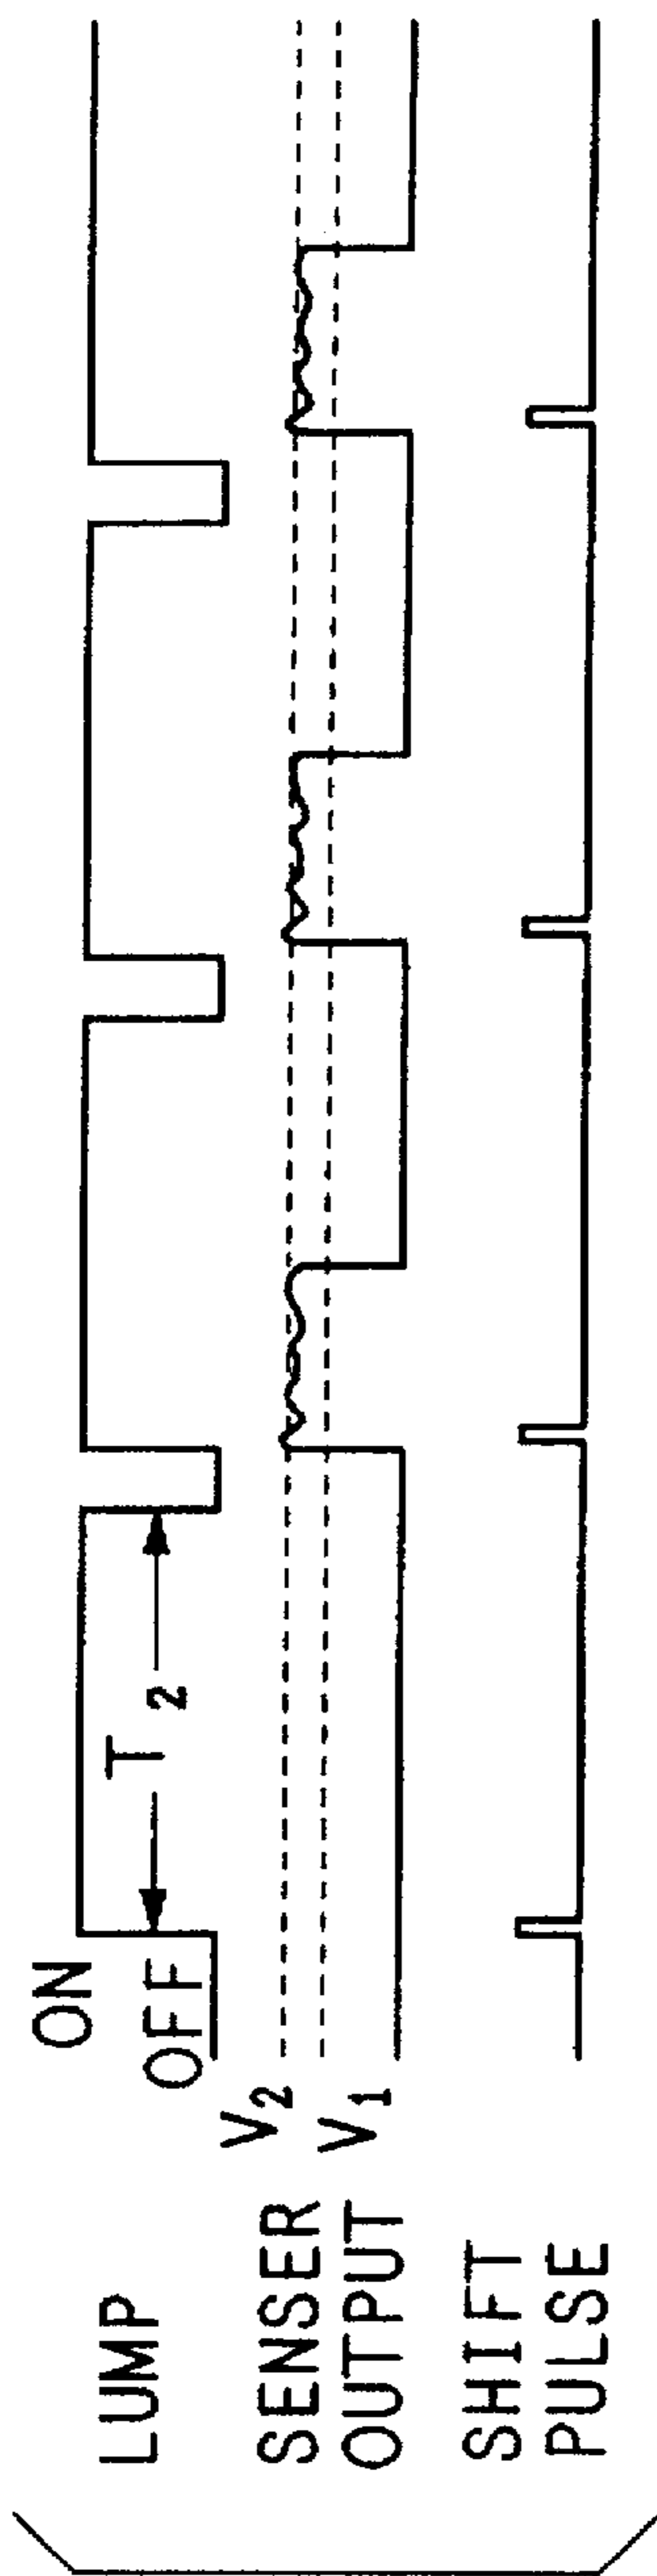 LUMP
ON
OFF
T2
SENSER
OUTPUT
V2
V1
SHIFT
PULSE